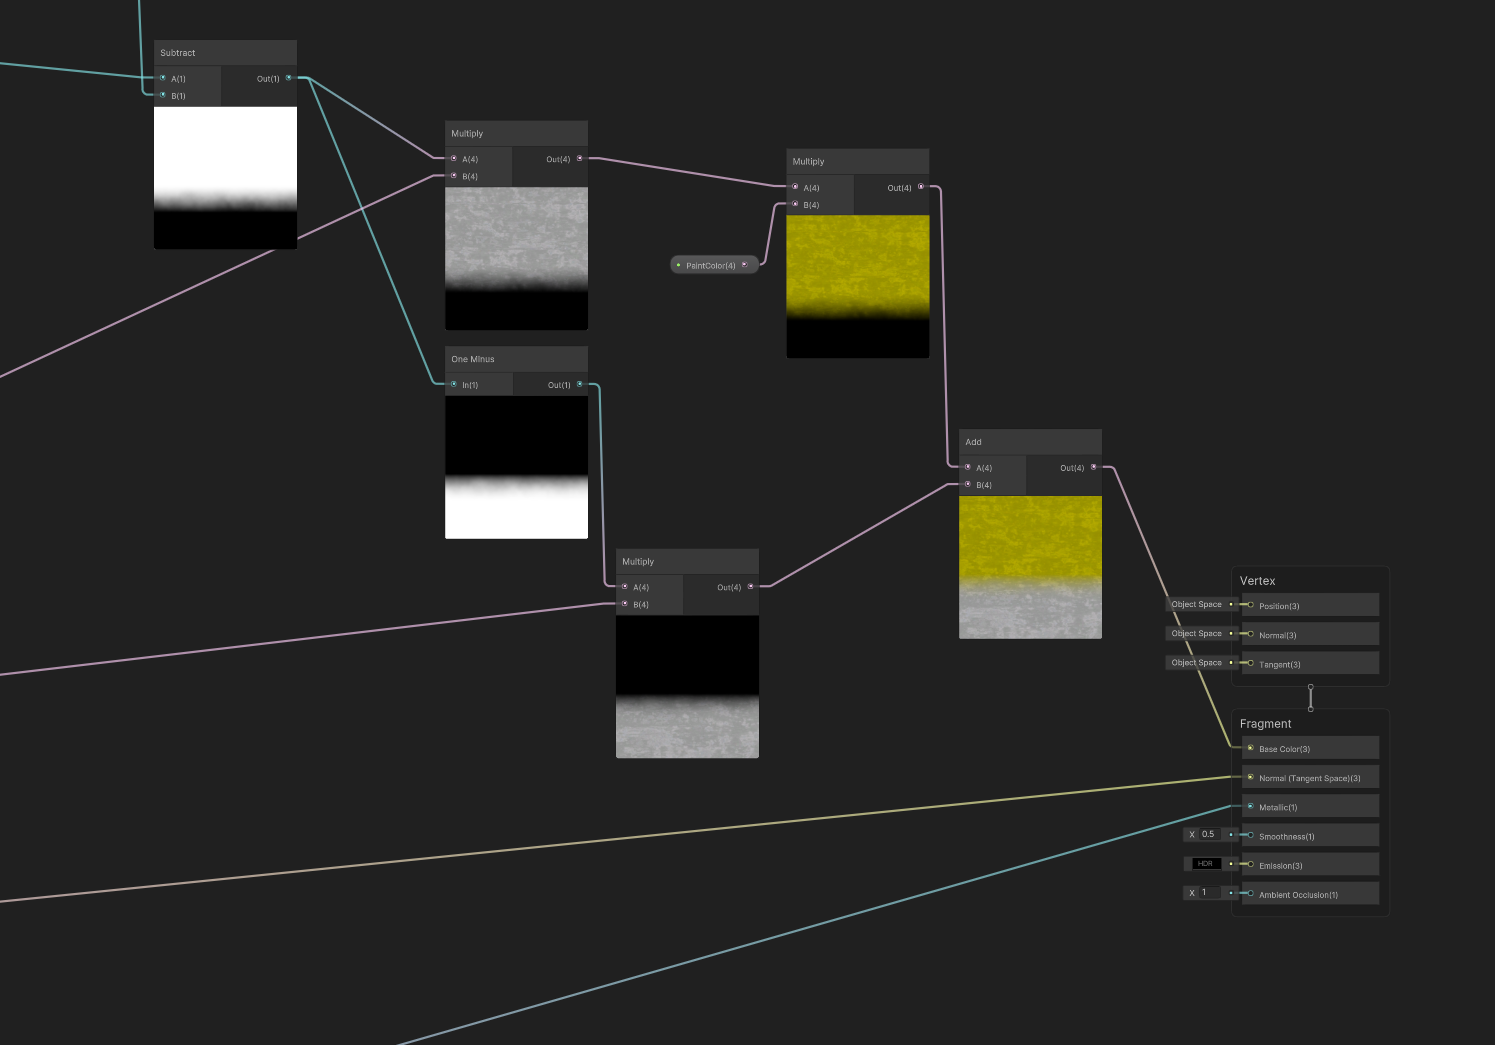 Subtract
A(1)
Out(1)
B(1)
Multiply
A(4)
Out(4)
B(4)
Multiply
A(4)
Out(4)
B(4)
PaintColor(4)
One Minus
In(1)
Out(1)
Add
A(4)
Out(4)
B(4)
Multiply
A(4)
Out(4)
B(4)
Vertex
Object Space
Position(3)
Object Space
Normal(3)
Object Space
Tangent(3)
Fragment
Base Color(3)
Normal (Tangent Space)(3)
Metallic(1)
X 0.5
Smoothness(1)
HDR
Emission(3)
X 1
Ambient Occlusion(1)